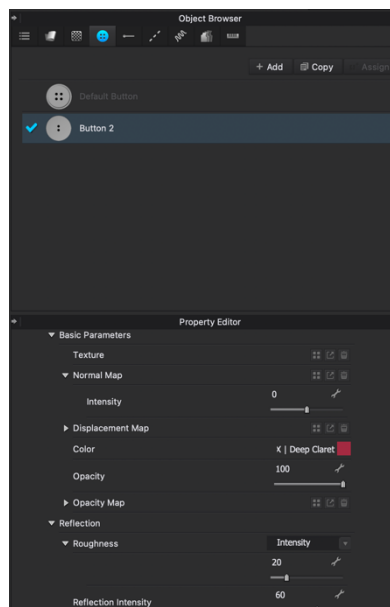 Object Browser
+ Add Copy Assign
Default Button
Button 2
Property Editor
Basic Parameters
Texture
Normal Map
Intensity 0
Displacement Map
Color X | Deep Claret
Opacity 100
Opacity Map
Reflection
Roughness Intensity
20
Reflection Intensity 60